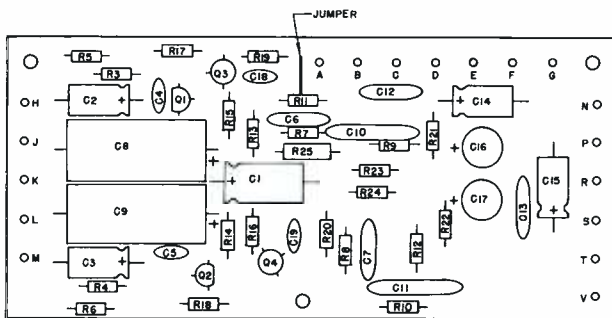 JUMPER
R5
R17
R19
R3
Q3
C18
A
B
C
D
E
F
G
H
C2
+
C4
Q1
R15
R11
C12
C14
+
N
C6
R13
R7
C10
R21
J
C8
+
R25
R9
+
C16
P
K
+
C1
R23
R24
C15
+
R
C9
+
+
C17
C13
L
R14
R16
C19
R20
R8
C7
R12
R22
S
M
C3
+
C5
Q4
T
R4
Q2
C11
R6
R18
R10
V